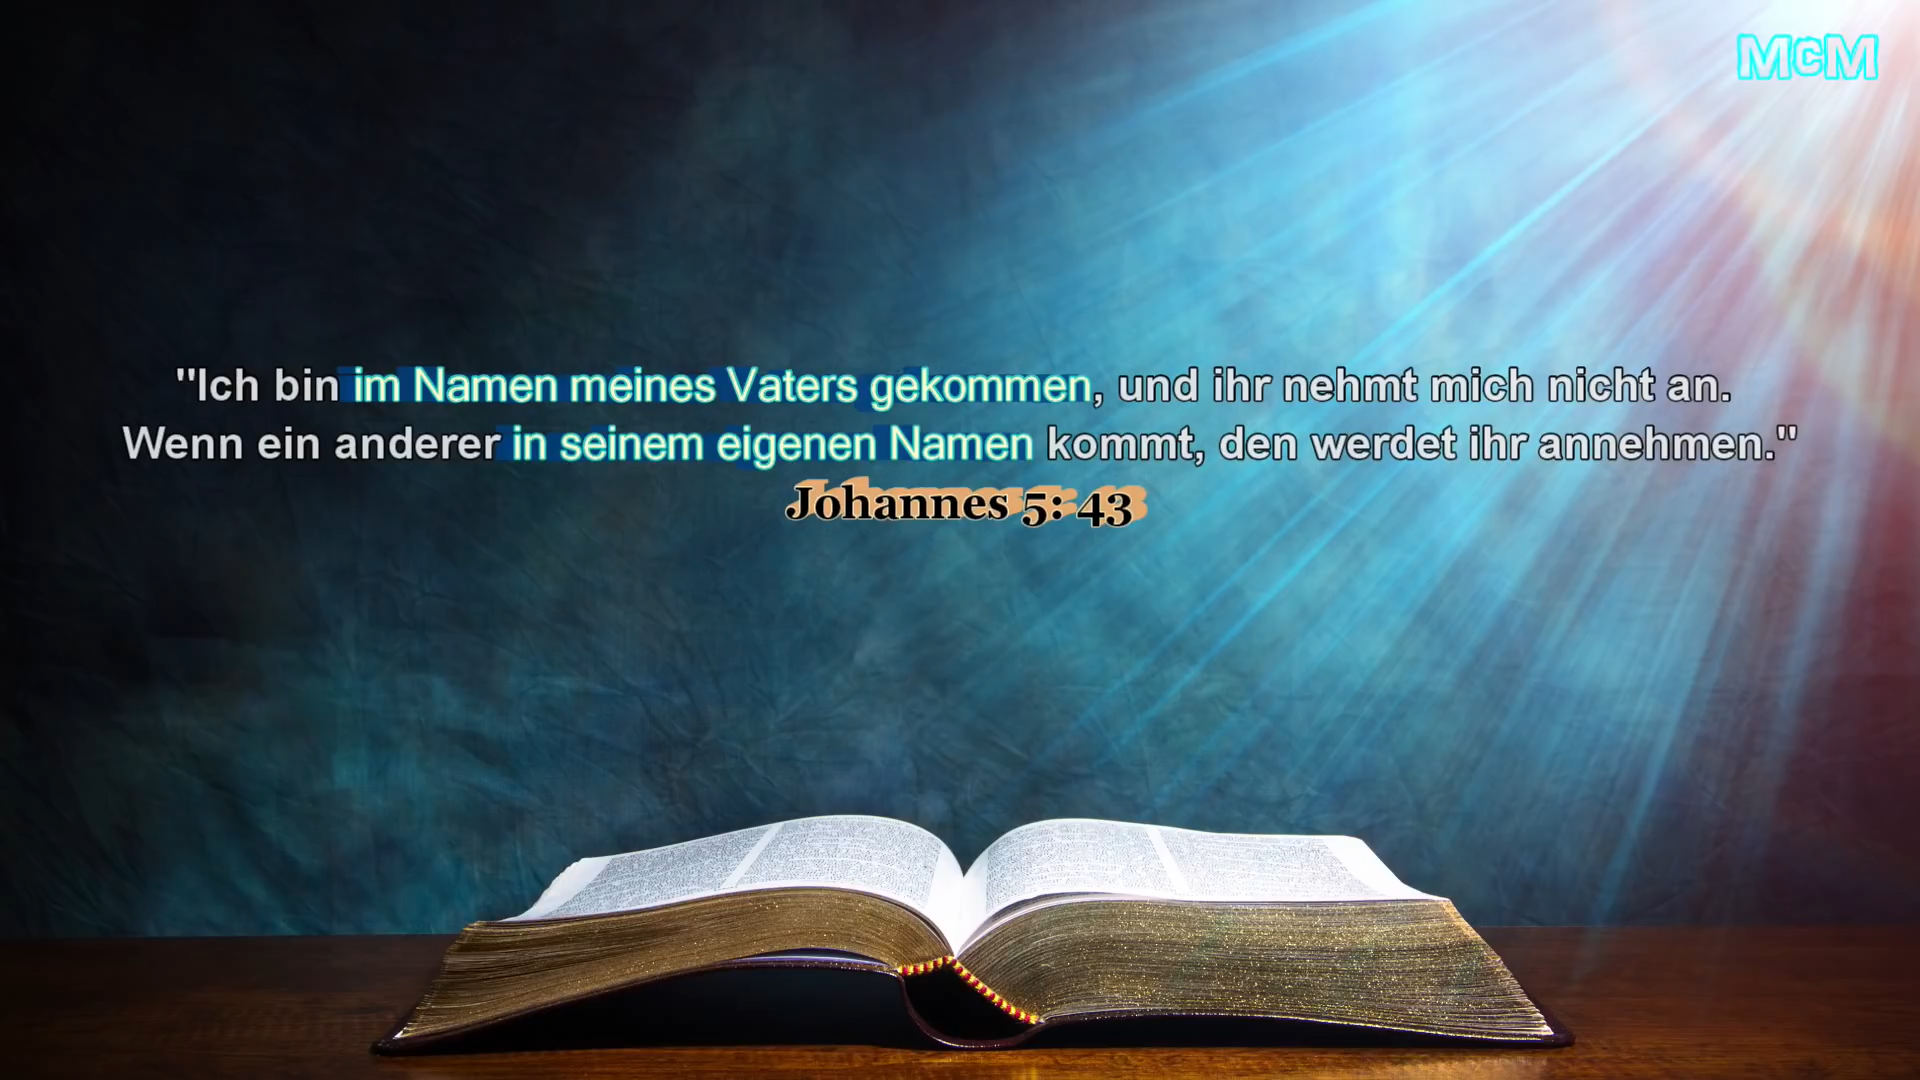 McM
"Ich bin im Namen meines Vaters gekommen, und ihr nehmt mich nicht an.
Wenn ein anderer in seinem eigenen Namen kommt, den werdet ihr annehmen."
Johannes 5: 43